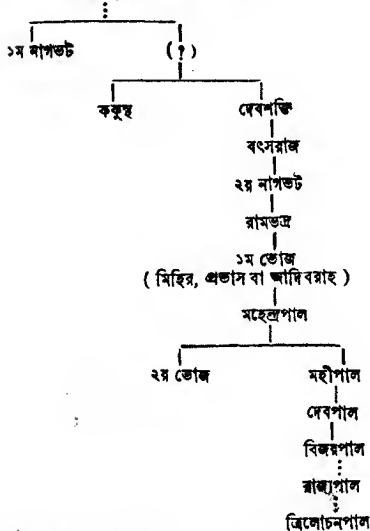 ১ম নাগভট (?)
ককুস্থ দেবশক্তি
বৎসরাজ
২য় নাগভট
রামভদ্র
১ম ভোজ
( মিহির, প্রভাস বা আদিবরাহ )
মহেন্দ্রপাল
২য় ভোজ মহীপাল
দেবপাল
বিজয়পাল
রাজ্যপাল
ত্রিলোচনপাল